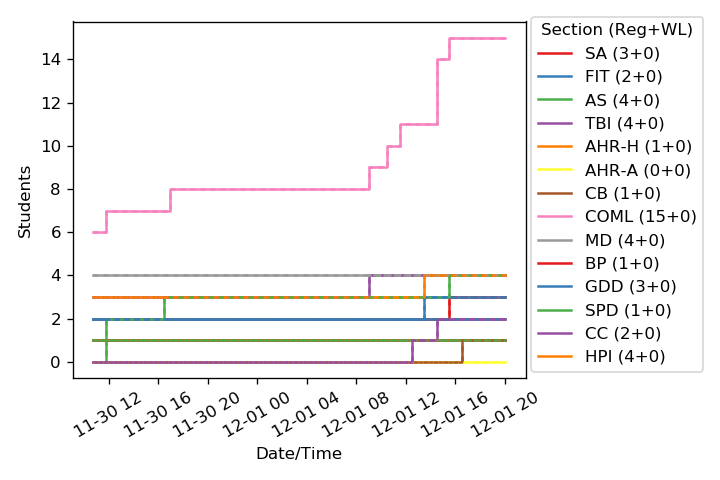 Students
14
12
10
8
6
4
2
0
11-30 12
11-30 16
11-30 20
12-01 00
12-01 04
12-01 08
12-01 12
12-01 16
12-01 20
Date/Time
Section (Reg+WL)
SA (3+0)
FIT (2+0)
AS (4+0)
TBI (4+0)
AHR-H (1+0)
AHR-A (0+0)
CB (1+0)
COML (15+0)
MD (4+0)
BP (1+0)
GDD (3+0)
SPD (1+0)
CC (2+0)
HPI (4+0)